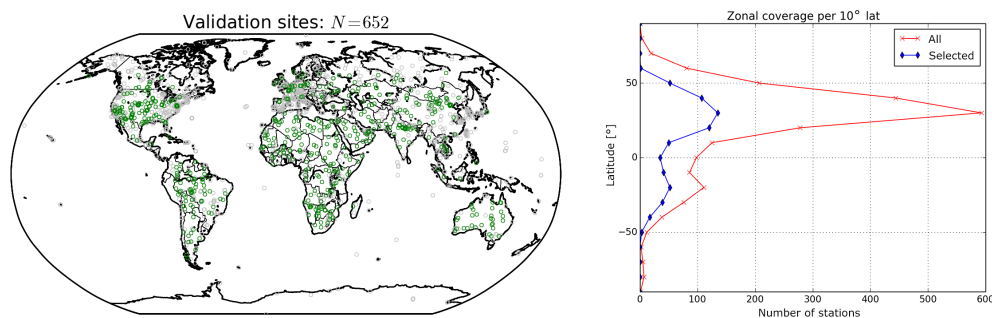 Validation sites: N=652
Zonal coverage per 10° lat
All
Selected
Latitude [°]
50
0
−50
0 100 200 300 400 500 600
Number of stations